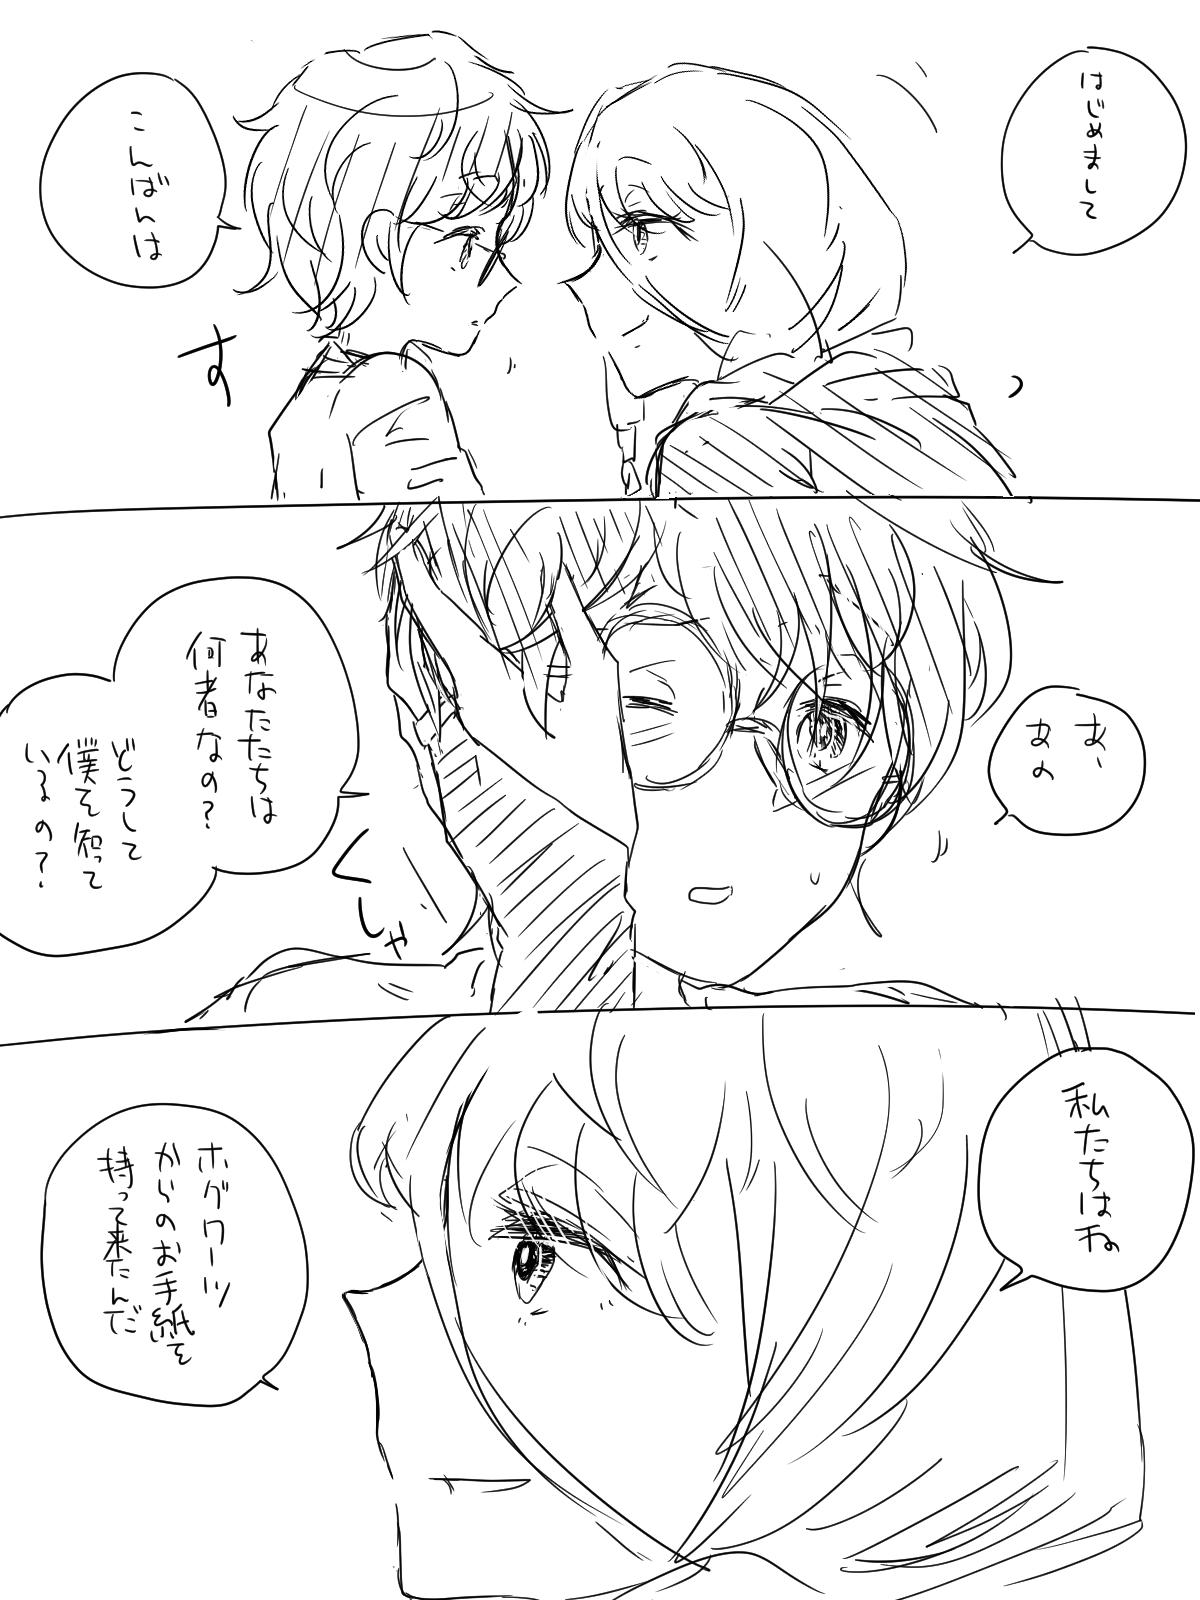 はじめまして
こんばんは
す
あ、
あの
あなたたちは
何者なの?
どうして
僕を知って
いるの?
くしゃ
私たちはね
ホグワーツ
からのお手紙を
持って来たんだ